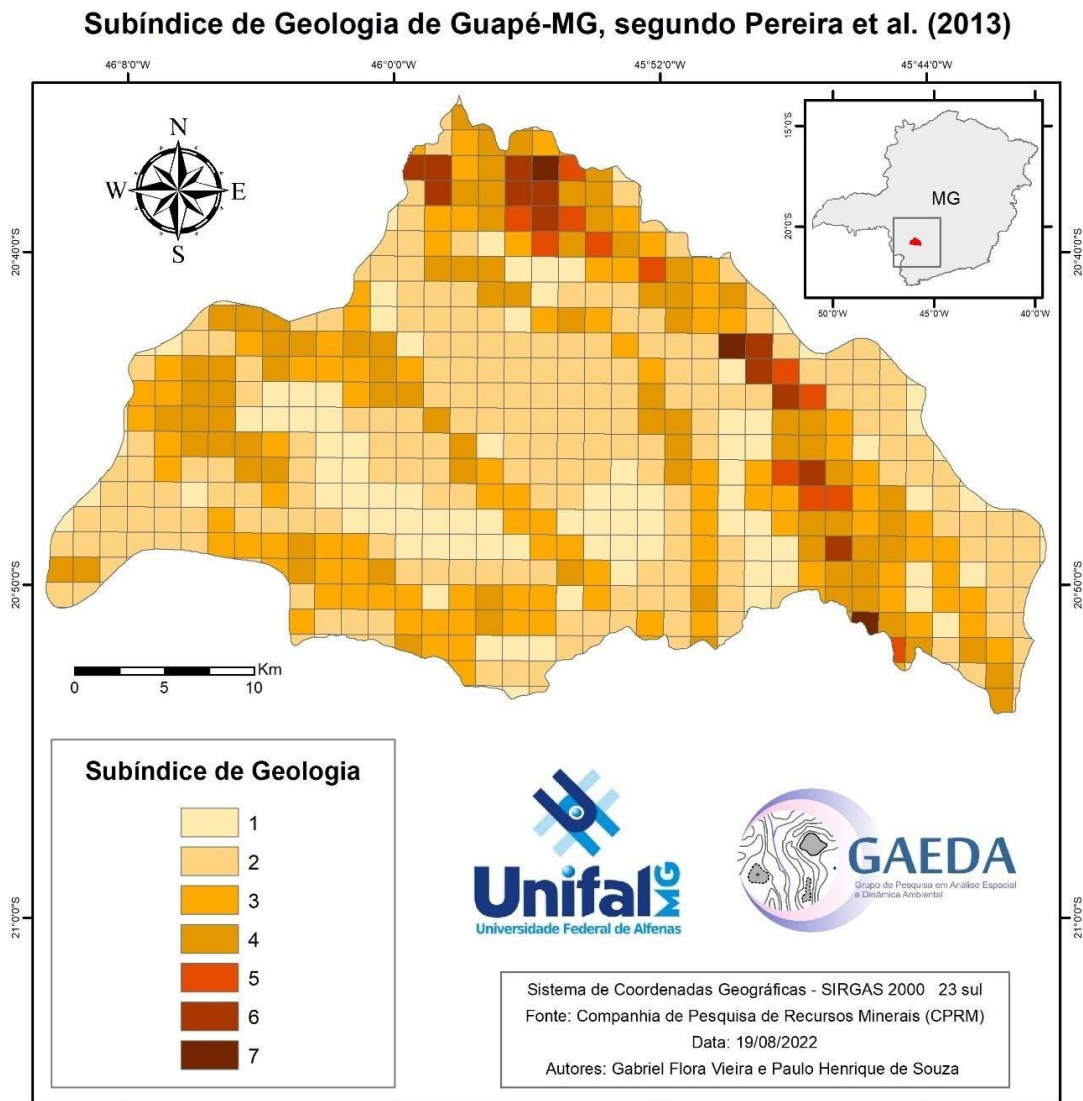 Subíndice de Geologia de Guapé-MG, segundo Pereira et al. (2013)
46°8'0"W
46°0'0"W
45°52'0"W
45°44'0"W
N
W
E
S
15°0'S
20°0'S
MG
50°0'W
45°0'W
40°0'W
20°40'0"S
20°40'0"S
20°50'0"S
20°50'0"S
21°0'0"S
21°0'0"S
Km
0
5
10
Subíndice de Geologia
1
2
3
4
5
6
7
Unifal MG
Universidade Federal de Alfenas
GAEDA
Grupo de Pesquisa em Análise Espacial
e Dinâmica Ambiental
Sistema de Coordenadas Geográficas - SIRGAS 2000 23 sul
Fonte: Companhia de Pesquisa de Recursos Minerais (CPRM)
Data: 19/08/2022
Autores: Gabriel Flora Vieira e Paulo Henrique de Souza